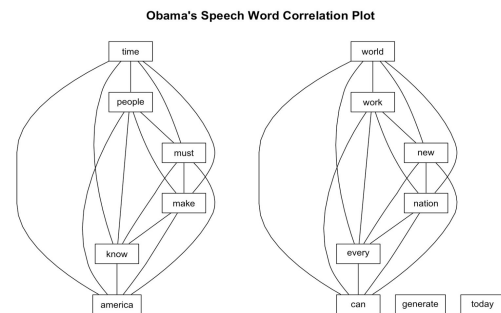 Obama's Speech Word Correlation Plot
time
people
must
make
know
america
world
work
new
nation
every
can
generate
today